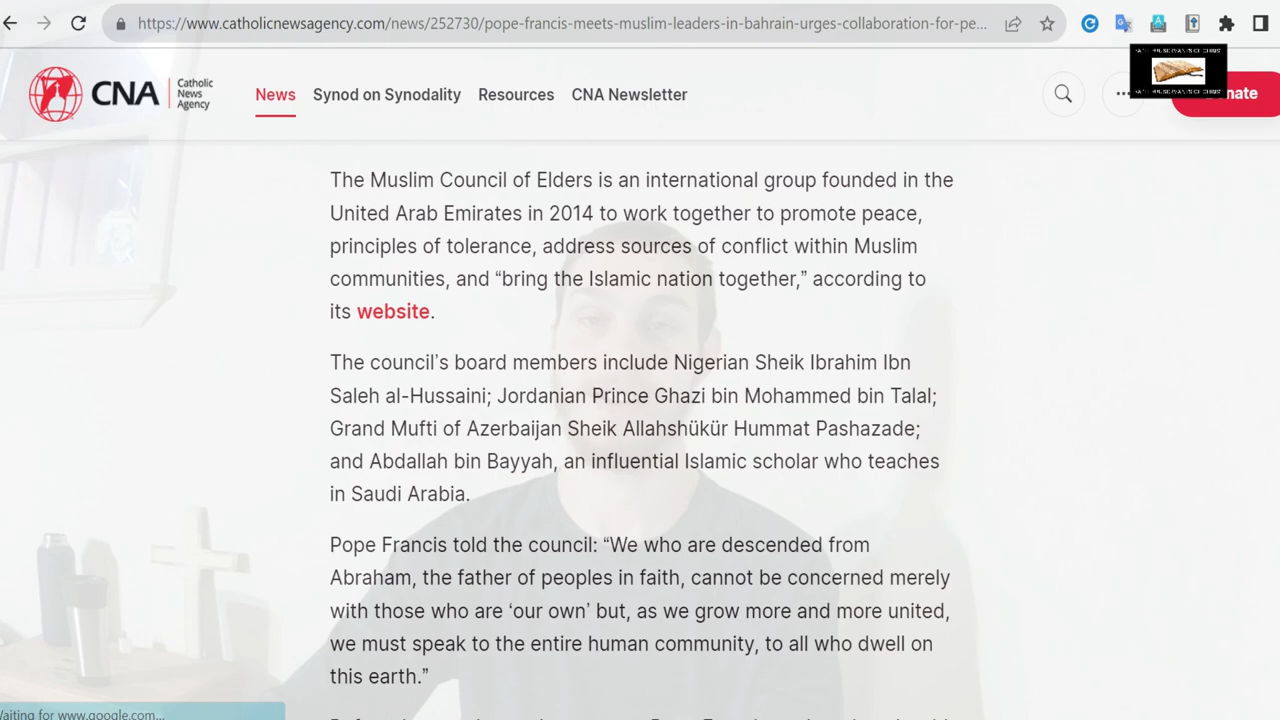 https://www.catholicnewsagency.com/news/252730/pope-francis-meets-muslim-leaders-in-bahrain-urges-collaboration-for-pe...
CNA
Catholic
News
Agency
News
Synod on Synodality
Resources
CNA Newsletter
nate
The Muslim Council of Elders is an international group founded in the
United Arab Emirates in 2014 to work together to promote peace,
principles of tolerance, address sources of conflict within Muslim
communities, and “bring the Islamic nation together,” according to
its website.
The council’s board members include Nigerian Sheik Ibrahim Ibn
Saleh al-Hussaini; Jordanian Prince Ghazi bin Mohammed bin Talal;
Grand Mufti of Azerbaijan Sheik Allahshükür Hummat Pashazade;
and Abdallah bin Bayyah, an influential Islamic scholar who teaches
in Saudi Arabia.
Pope Francis told the council: “We who are descended from
Abraham, the father of peoples in faith, cannot be concerned merely
with those who are ‘our own’ but, as we grow more and more united,
we must speak to the entire human community, to all who dwell on
this earth.”
Waiting for www.google.com...